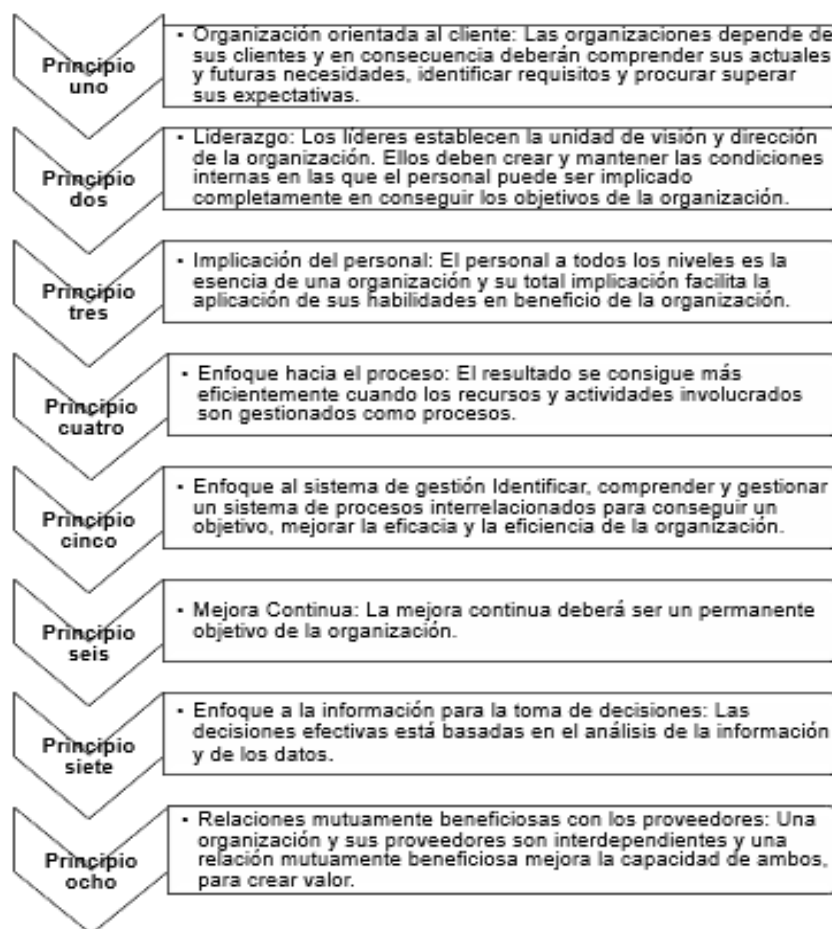 Principio
uno
• Organización orientada al cliente: Las organizaciones depende de
sus clientes y en consecuencia deberán comprender sus actuales
y futuras necesidades, identificar requisitos y procurar superar
sus expectativas.
Principio
dos
• Liderazgo: Los líderes establecen la unidad de visión y dirección
de la organización. Ellos deben crear y mantener las condiciones
internas en las que el personal puede ser implicado
completamente en conseguir los objetivos de la organización.
Principio
tres
• Implicación del personal: El personal a todos los niveles es la
esencia de una organización y su total implicación facilita la
aplicación de sus habilidades en beneficio de la organización.
Principio
cuatro
• Enfoque hacia el proceso: El resultado se consigue más
eficientemente cuando los recursos y actividades involucrados
son gestionados como procesos.
Principio
cinco
• Enfoque al sistema de gestión Identificar, comprender y gestionar
un sistema de procesos interrelacionados para conseguir un
objetivo, mejorar la eficacia y la eficiencia de la organización.
Principio
seis
• Mejora Continua: La mejora continua deberá ser un permanente
objetivo de la organización.
Principio
siete
• Enfoque a la información para la toma de decisiones: Las
decisiones efectivas está basadas en el análisis de la información
y de los datos.
Principio
ocho
• Relaciones mutuamente beneficiosas con los proveedores: Una
organización y sus proveedores son interdependientes y una
relación mutuamente beneficiosa mejora la capacidad de ambos,
para crear valor.